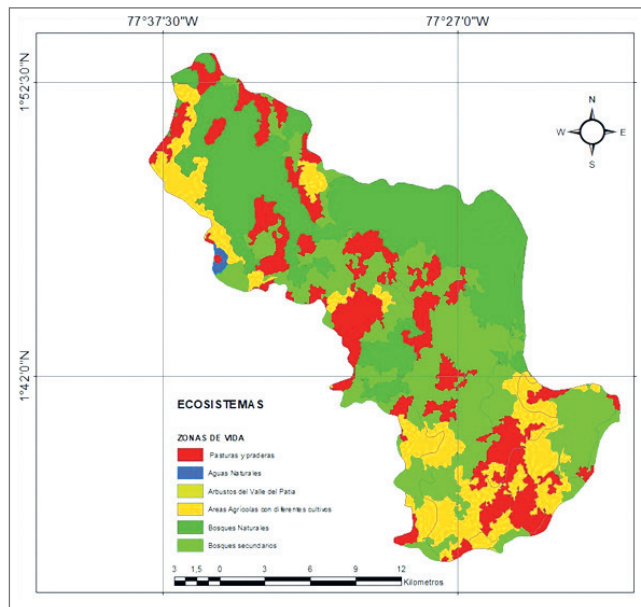 77°37'30"W 77°27'0"W
1°52'30"N
N
W E
S
1°42'0"N
ECOSISTEMAS
ZONAS DE VIDA
Pasturas y praderas
Aguas Naturales
Arbustos del Valle del Patia
Areas Agrícolas con diferentes cultivos
Bosques Naturales
Bosques secundarios
3 1,5 0 3 6 9 12
Kilometros